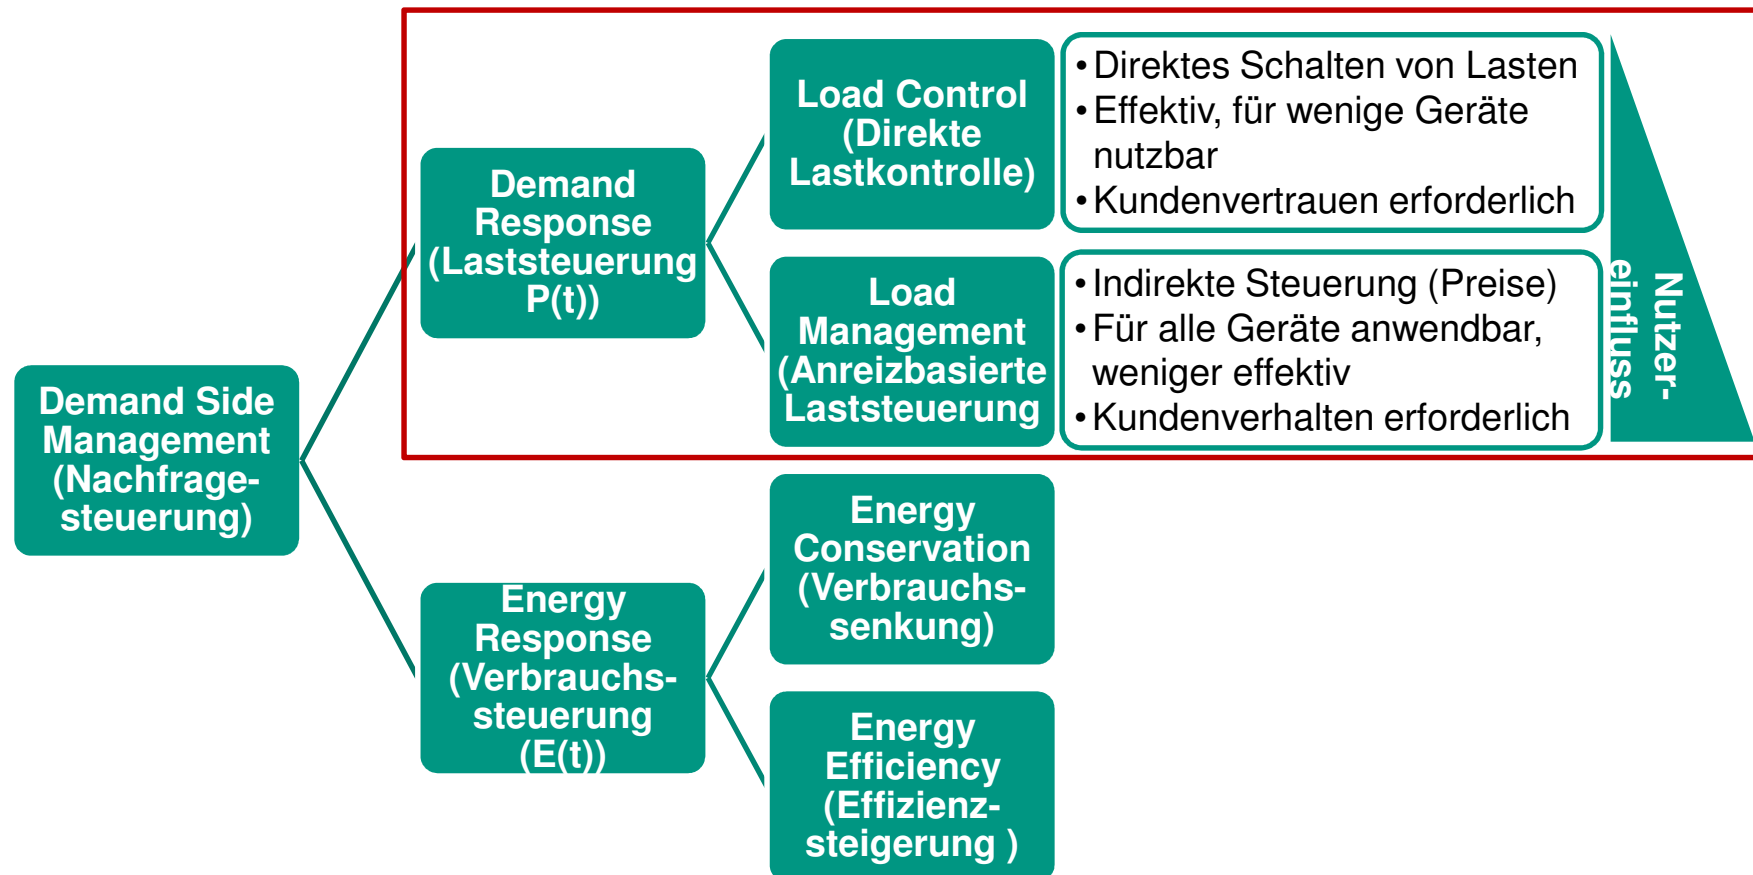 Demand Side
Management
(Nachfrage-
steuerung)
Demand
Response
(Laststeuerung
P(t))
Load Control
(Direkte
Lastkontrolle)
• Direktes Schalten von Lasten
• Effektiv, für wenige Geräte
nutzbar
• Kundenvertrauen erforderlich
Load
Management
(Anreizbasierte
Laststeuerung
• Indirekte Steuerung (Preise)
• Für alle Geräte anwendbar,
weniger effektiv
• Kundenverhalten erforderlich
Nutzer-
einfluss
Energy
Response
(Verbrauchs-
steuerung
(E(t))
Energy
Conservation
(Verbrauchs-
senkung)
Energy
Efficiency
(Effizienz-
steigerung )